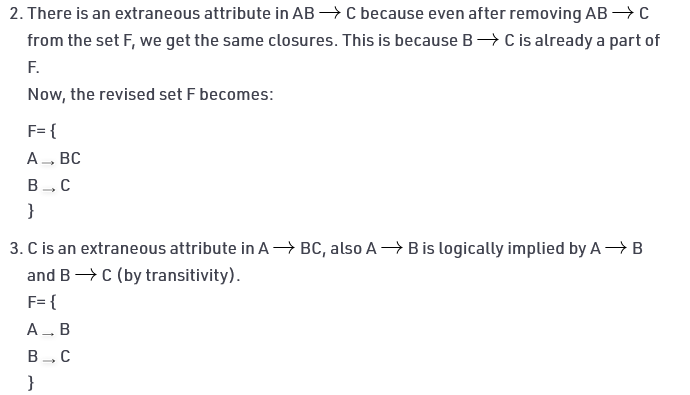 2. There is an extraneous attribute in AB → C because even after removing AB → C
from the set F, we get the same closures. This is because B → C is already a part of
F.
Now, the revised set F becomes:
F= {
A → BC
B → C
}
3. C is an extraneous attribute in A → BC, also A → B is logically implied by A → B
and B → C (by transitivity).
F= {
A → B
B → C
}